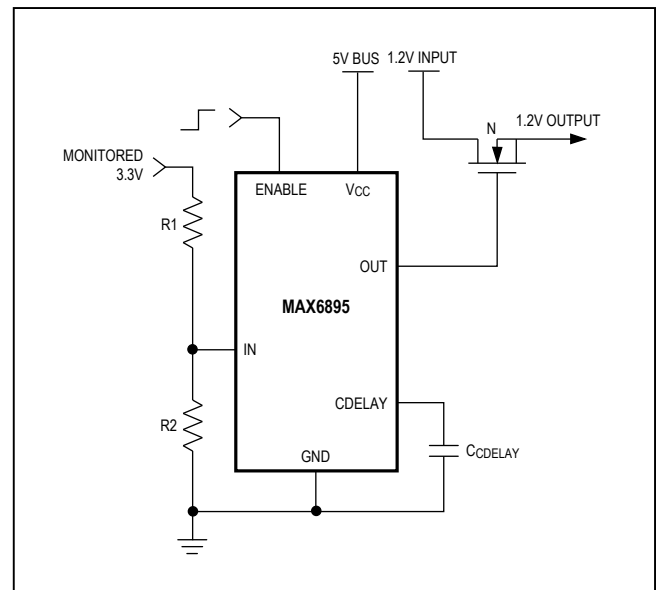 5V BUS
1.2V INPUT
N
1.2V OUTPUT
MONITORED
3.3V
ENABLE
VCC
R1
OUT
MAX6895
IN
CDELAY
R2
CCDELAY
GND